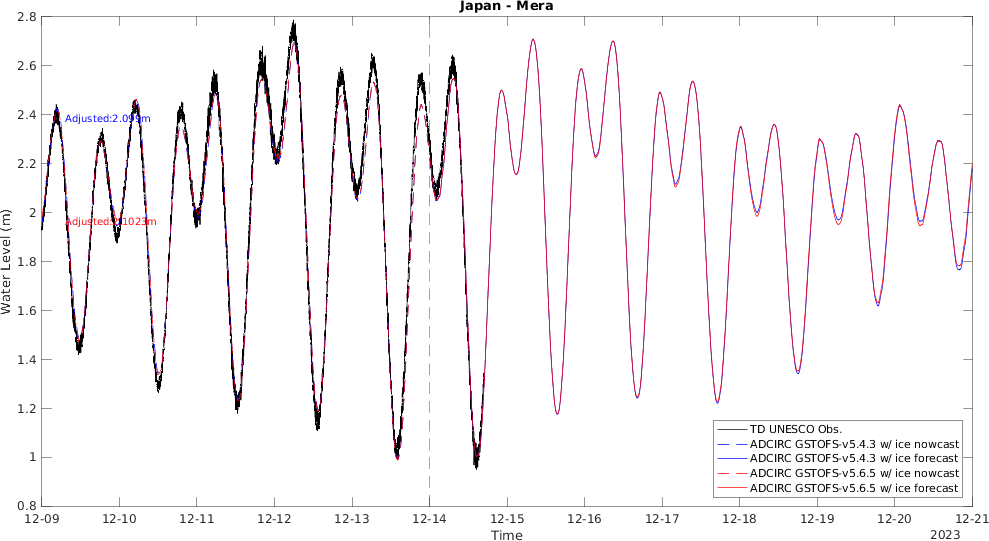 Japan - Mera
2.8
2.6
2.4
2.2
2
1.8
1.6
1.4
1.2
1
0.8
Water Level (m)
Adjusted:2.099m
Adjusted:2.1023m
TD UNESCO Obs.
ADCIRC GSTOFS-v5.4.3 w/ ice nowcast
ADCIRC GSTOFS-v5.4.3 w/ ice forecast
ADCIRC GSTOFS-v5.6.5 w/ ice nowcast
ADCIRC GSTOFS-v5.6.5 w/ ice forecast
12-09 12-10 12-11 12-12 12-13 12-14 12-15 12-16 12-17 12-18 12-19 12-20 12-21
Time
2023